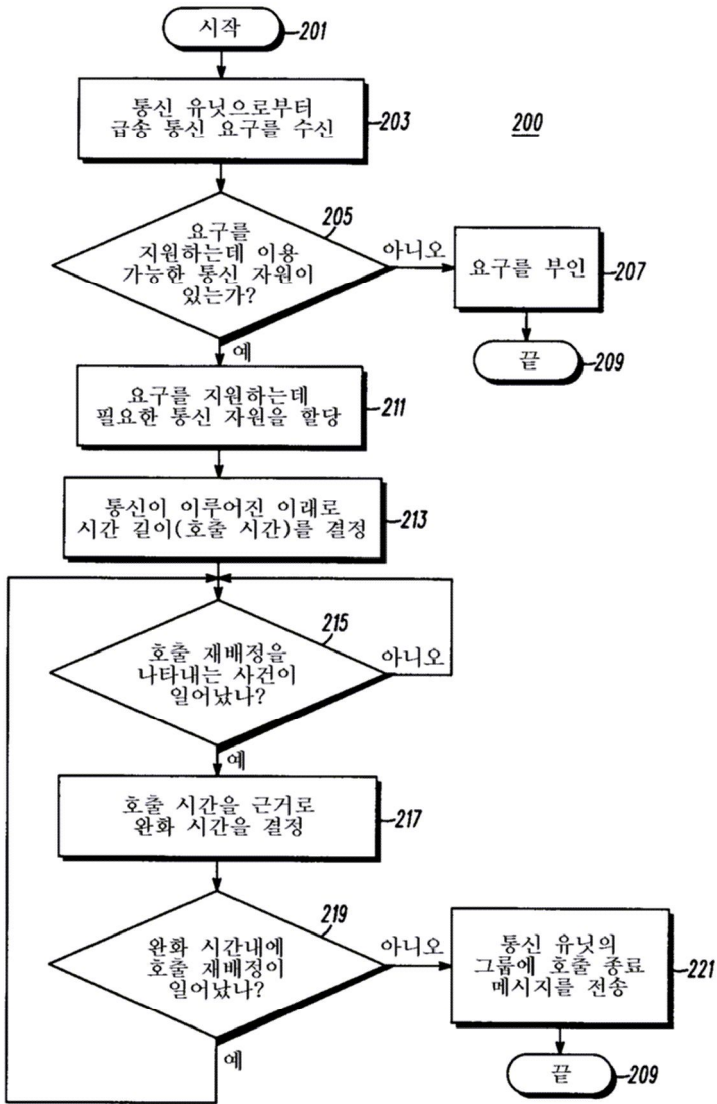 시작
201
통신 유닛으로부터
급송 통신 요구를 수신
203
200
205
요구를
지원하는데 이용
가능한 통신 자원이
있는가?
아니오
요구를 부인
207
끝
209
예
요구를 지원하는데
필요한 통신 자원을 할당
211
통신이 이루어진 이래로
시간 길이(호출 시간)를 결정
213
215
호출 재배정을
나타내는 사건이
일어났나?
아니오
예
호출 시간을 근거로
완화 시간을 결정
217
219
완화 시간내에
호출 재배정이
일어났나?
아니오
통신 유닛의
그룹에 호출 종료
메시지를 전송
221
예
끝
209